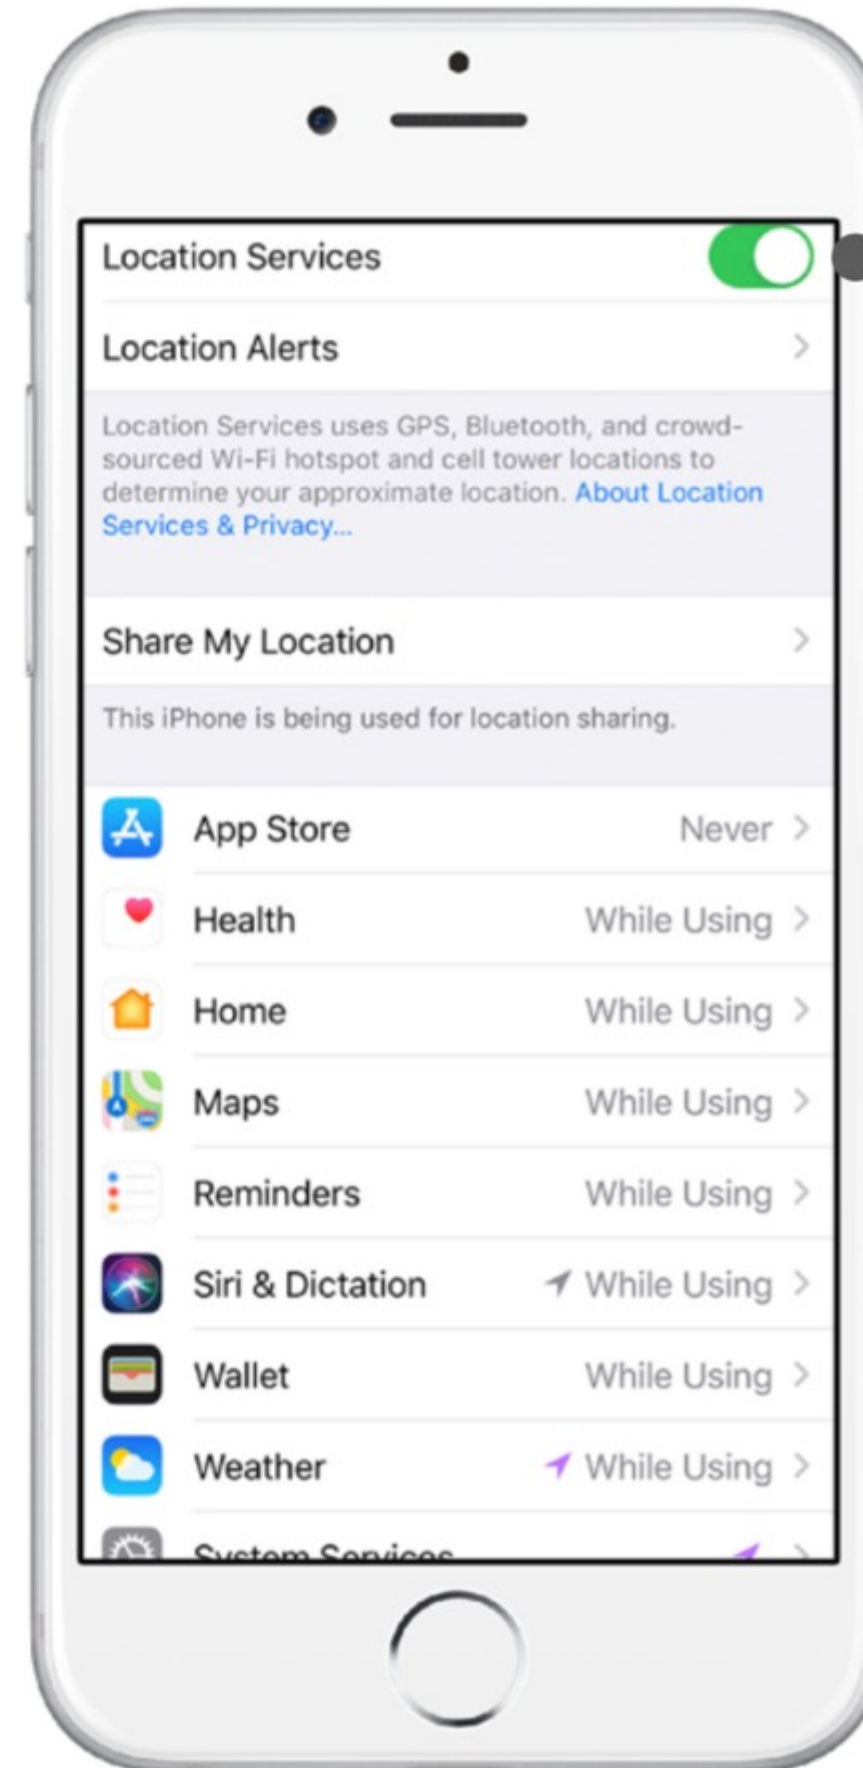 Location Services
Location Alerts
Location Services uses GPS, Bluetooth, and crowd-
sourced Wi-Fi hotspot and cell tower locations to
determine your approximate location. About Location
Services & Privacy...
Share My Location
This iPhone is being used for location sharing.
App Store Never
Health While Using
Home While Using
Maps While Using
Reminders While Using
Siri & Dictation While Using
Wallet While Using
Weather While Using
System Services